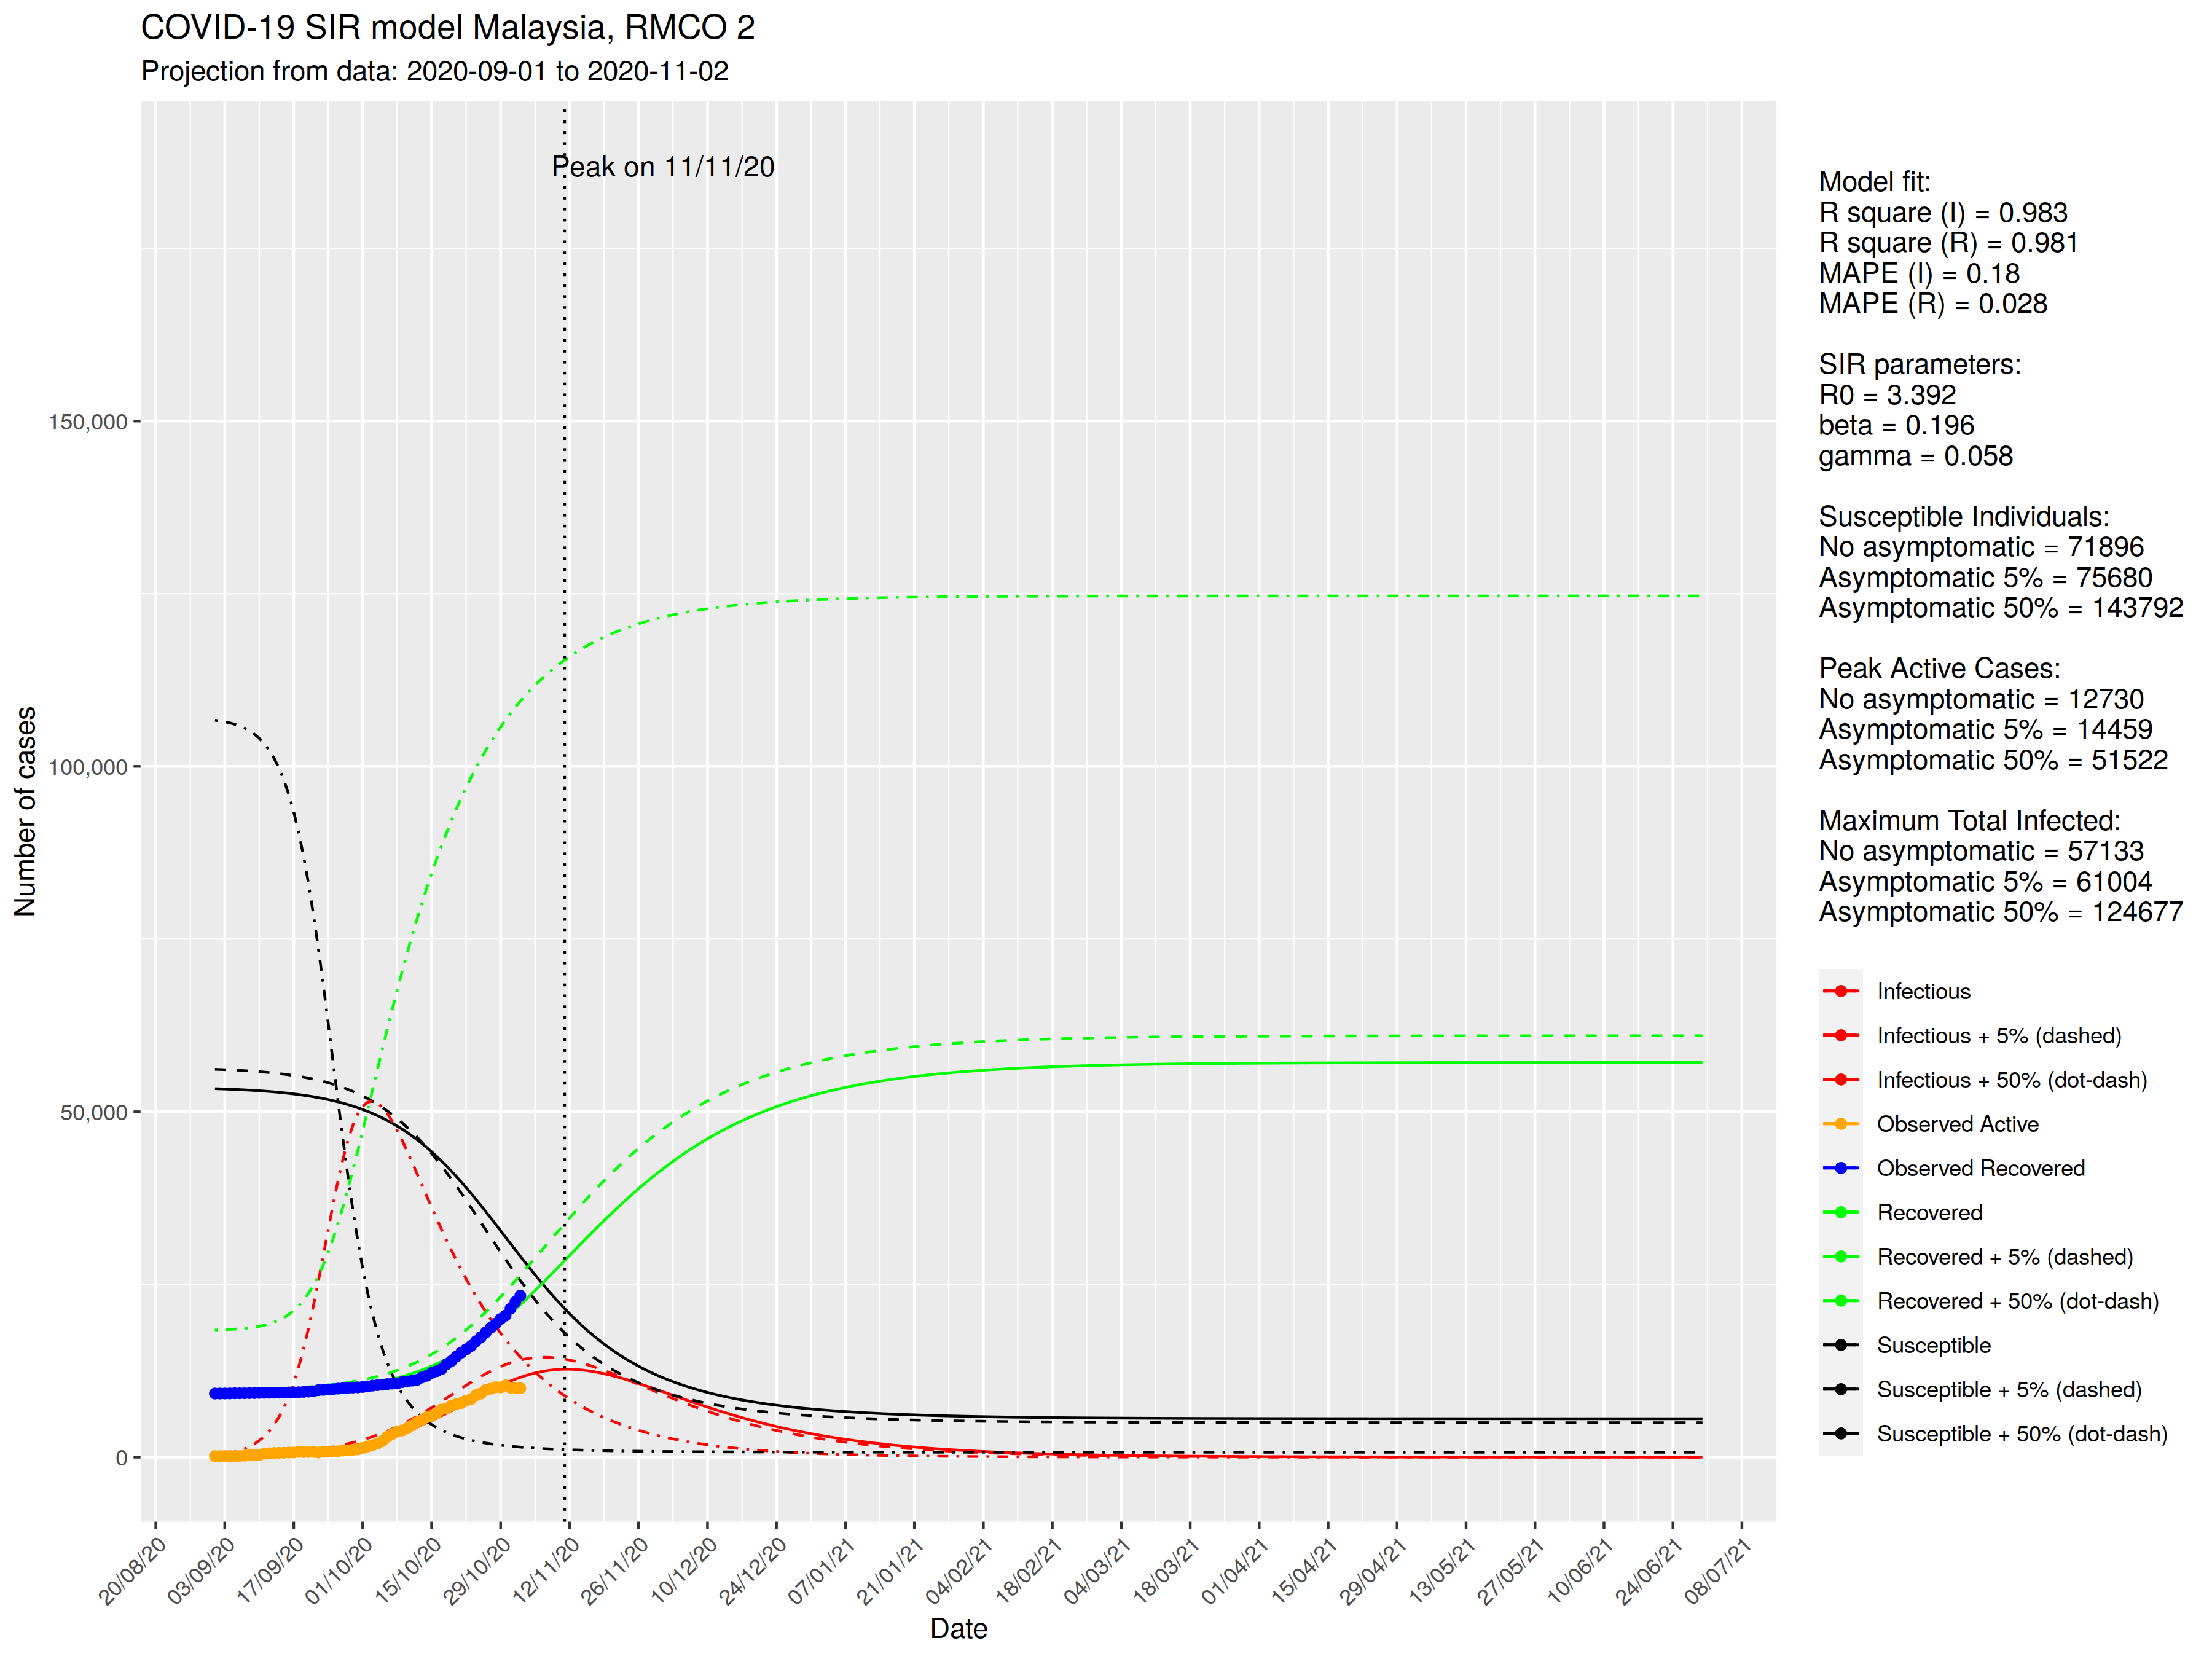 COVID-19 SIR model Malaysia, RMCO 2
Projection from data: 2020-09-01 to 2020-11-02
Peak on 11/11/20
Number of cases
150,000
100,000
50,000
0
20/08/20
03/09/20
17/09/20
01/10/20
15/10/20
29/10/20
12/11/20
26/11/20
10/12/20
24/12/20
07/01/21
21/01/21
04/02/21
18/02/21
04/03/21
18/03/21
01/04/21
15/04/21
29/04/21
13/05/21
27/05/21
10/06/21
24/06/21
08/07/21
Date
Model fit:
R square (I) = 0.983
R square (R) = 0.981
MAPE (I) = 0.18
MAPE (R) = 0.028
SIR parameters:
R0 = 3.392
beta = 0.196
gamma = 0.058
Susceptible Individuals:
No asymptomatic = 71896
Asymptomatic 5% = 75680
Asymptomatic 50% = 143792
Peak Active Cases:
No asymptomatic = 12730
Asymptomatic 5% = 14459
Asymptomatic 50% = 51522
Maximum Total Infected:
No asymptomatic = 57133
Asymptomatic 5% = 61004
Asymptomatic 50% = 124677
Infectious
Infectious + 5% (dashed)
Infectious + 50% (dot-dash)
Observed Active
Observed Recovered
Recovered
Recovered + 5% (dashed)
Recovered + 50% (dot-dash)
Susceptible
Susceptible + 5% (dashed)
Susceptible + 50% (dot-dash)